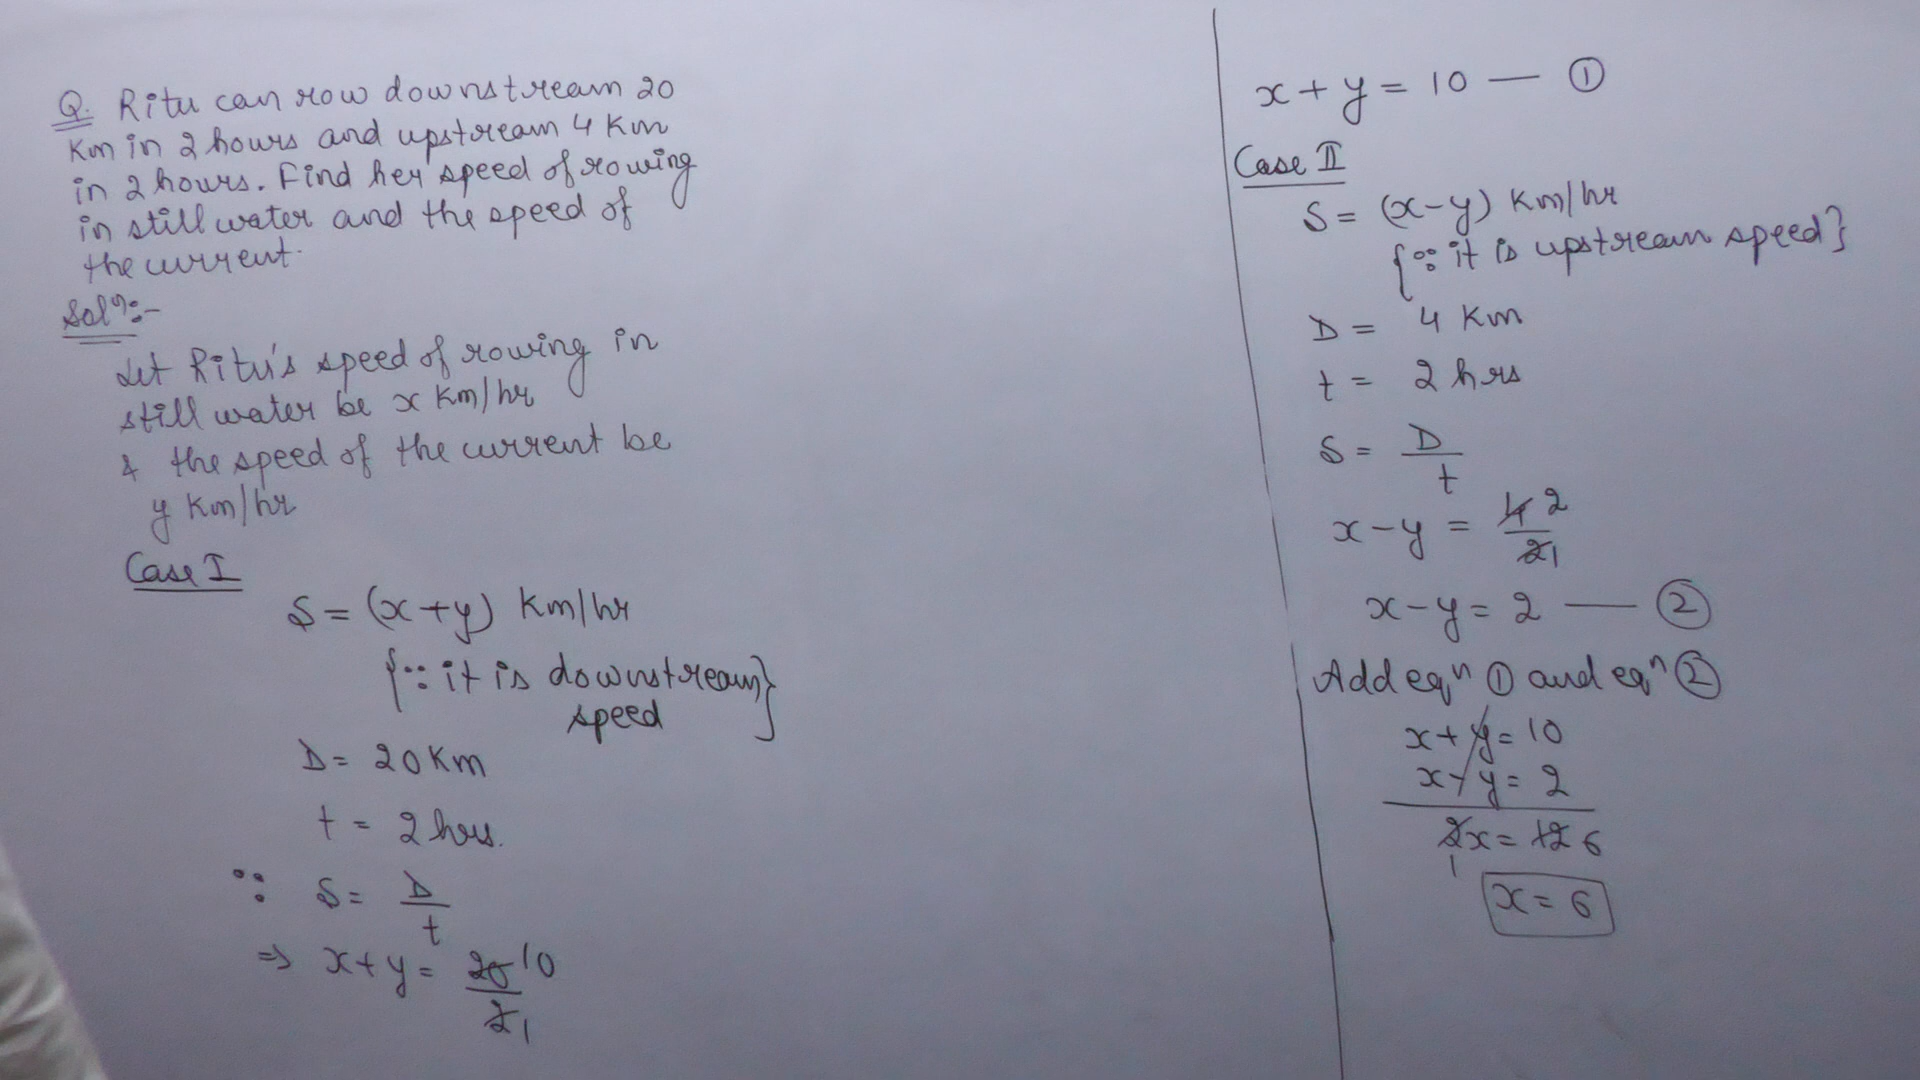 Q. Ritu can row downstream 20
Km in 2 hours and upstream 4 Km
in 2 hours. Find her speed of rowing
in still water and the speed of
the current.
Solⁿ:-
Let Ritu's speed of rowing in
still water be x Km/hr
& the speed of the current be
y Km/hr
Case I
S = (x+y) Km/hr
{∵ it is downstream
speed}
D = 20 Km
t = 2 hrs.
∵ S = D/t
⇒ x+y = 20/2 10/1
x+y = 10 — ①
Case II
S = (x-y) Km/hr
{∵ it is upstream speed}
D = 4 Km
t = 2 hrs
S = D/t
x-y = 4/2 2/1
x-y = 2 — ②
Add eqⁿ ① and eqⁿ ②
x+y = 10
x-y = 2
2x = 12 6
1
x = 6